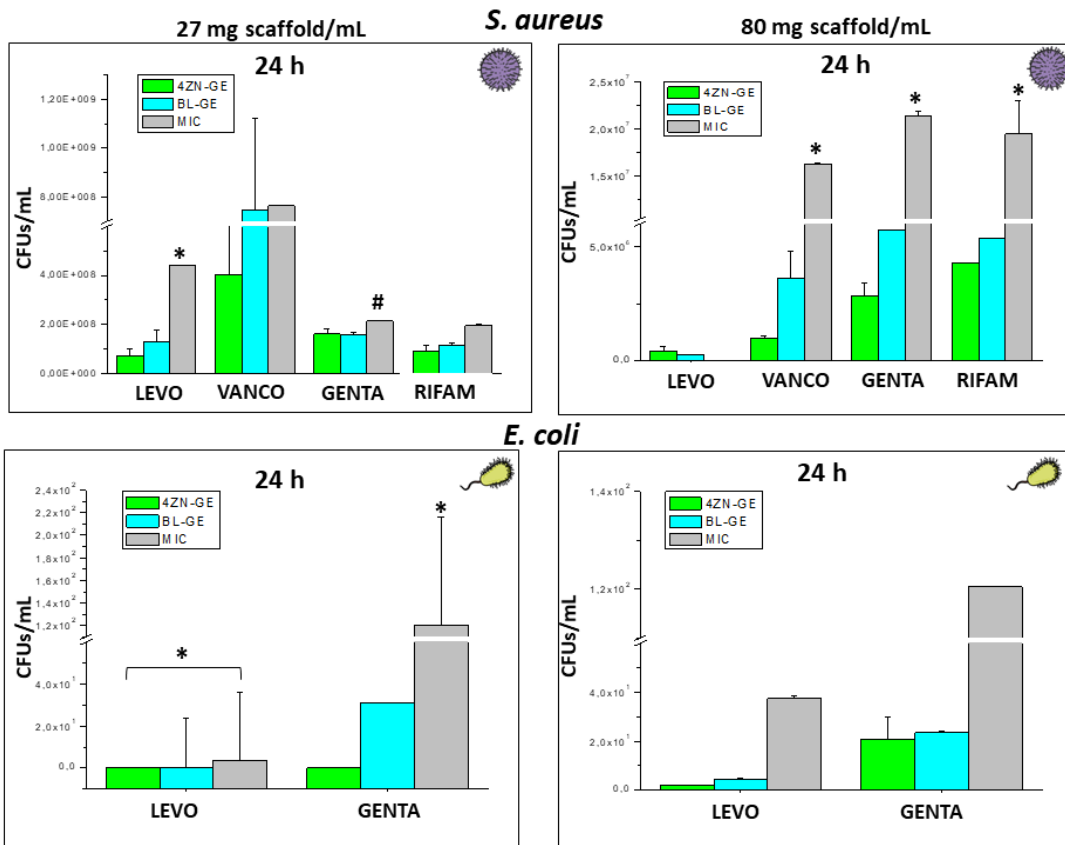 S. aureus
27 mg scaffold/mL
80 mg scaffold/mL
24 h
4ZN-GE
BL-GE
MIC
CFUs/mL
1,20E+009
1,00E+009
8,00E+008
4,00E+008
2,00E+008
0,00E+000
*
#
LEVO VANCO GENTA RIFAM
24 h
4ZN-GE
BL-GE
MIC
CFUs/mL
2,5x10⁷
2,0x10⁷
1,5x10⁷
5,0x10⁶
0,0
* * *
LEVO VANCO GENTA RIFAM
E. coli
24 h
4ZN-GE
BL-GE
MIC
CFUs/mL
2,4x10²
2,2x10²
2,0x10²
1,8x10²
1,6x10²
1,4x10²
1,2x10²
4,0x10¹
2,0x10¹
0,0
* *
LEVO GENTA
24 h
4ZN-GE
BL-GE
MIC
CFUs/mL
1,4x10²
1,2x10²
4,0x10¹
2,0x10¹
0,0
LEVO GENTA